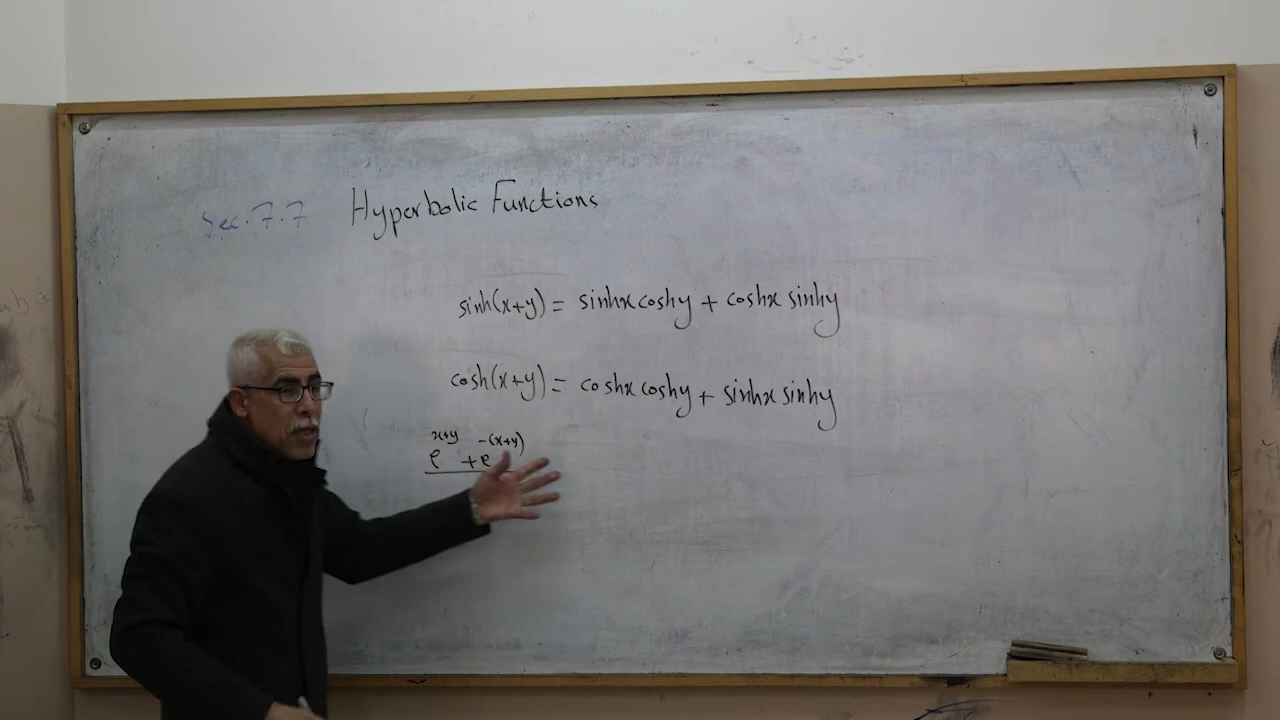 Sec. 7.7 Hyperbolic Functions
sinh(x+y) = sinhx coshy + coshx sinhy
cosh(x+y) = coshx coshy + sinhx sinhy
e^{x+y} + e^{-(x+y)}